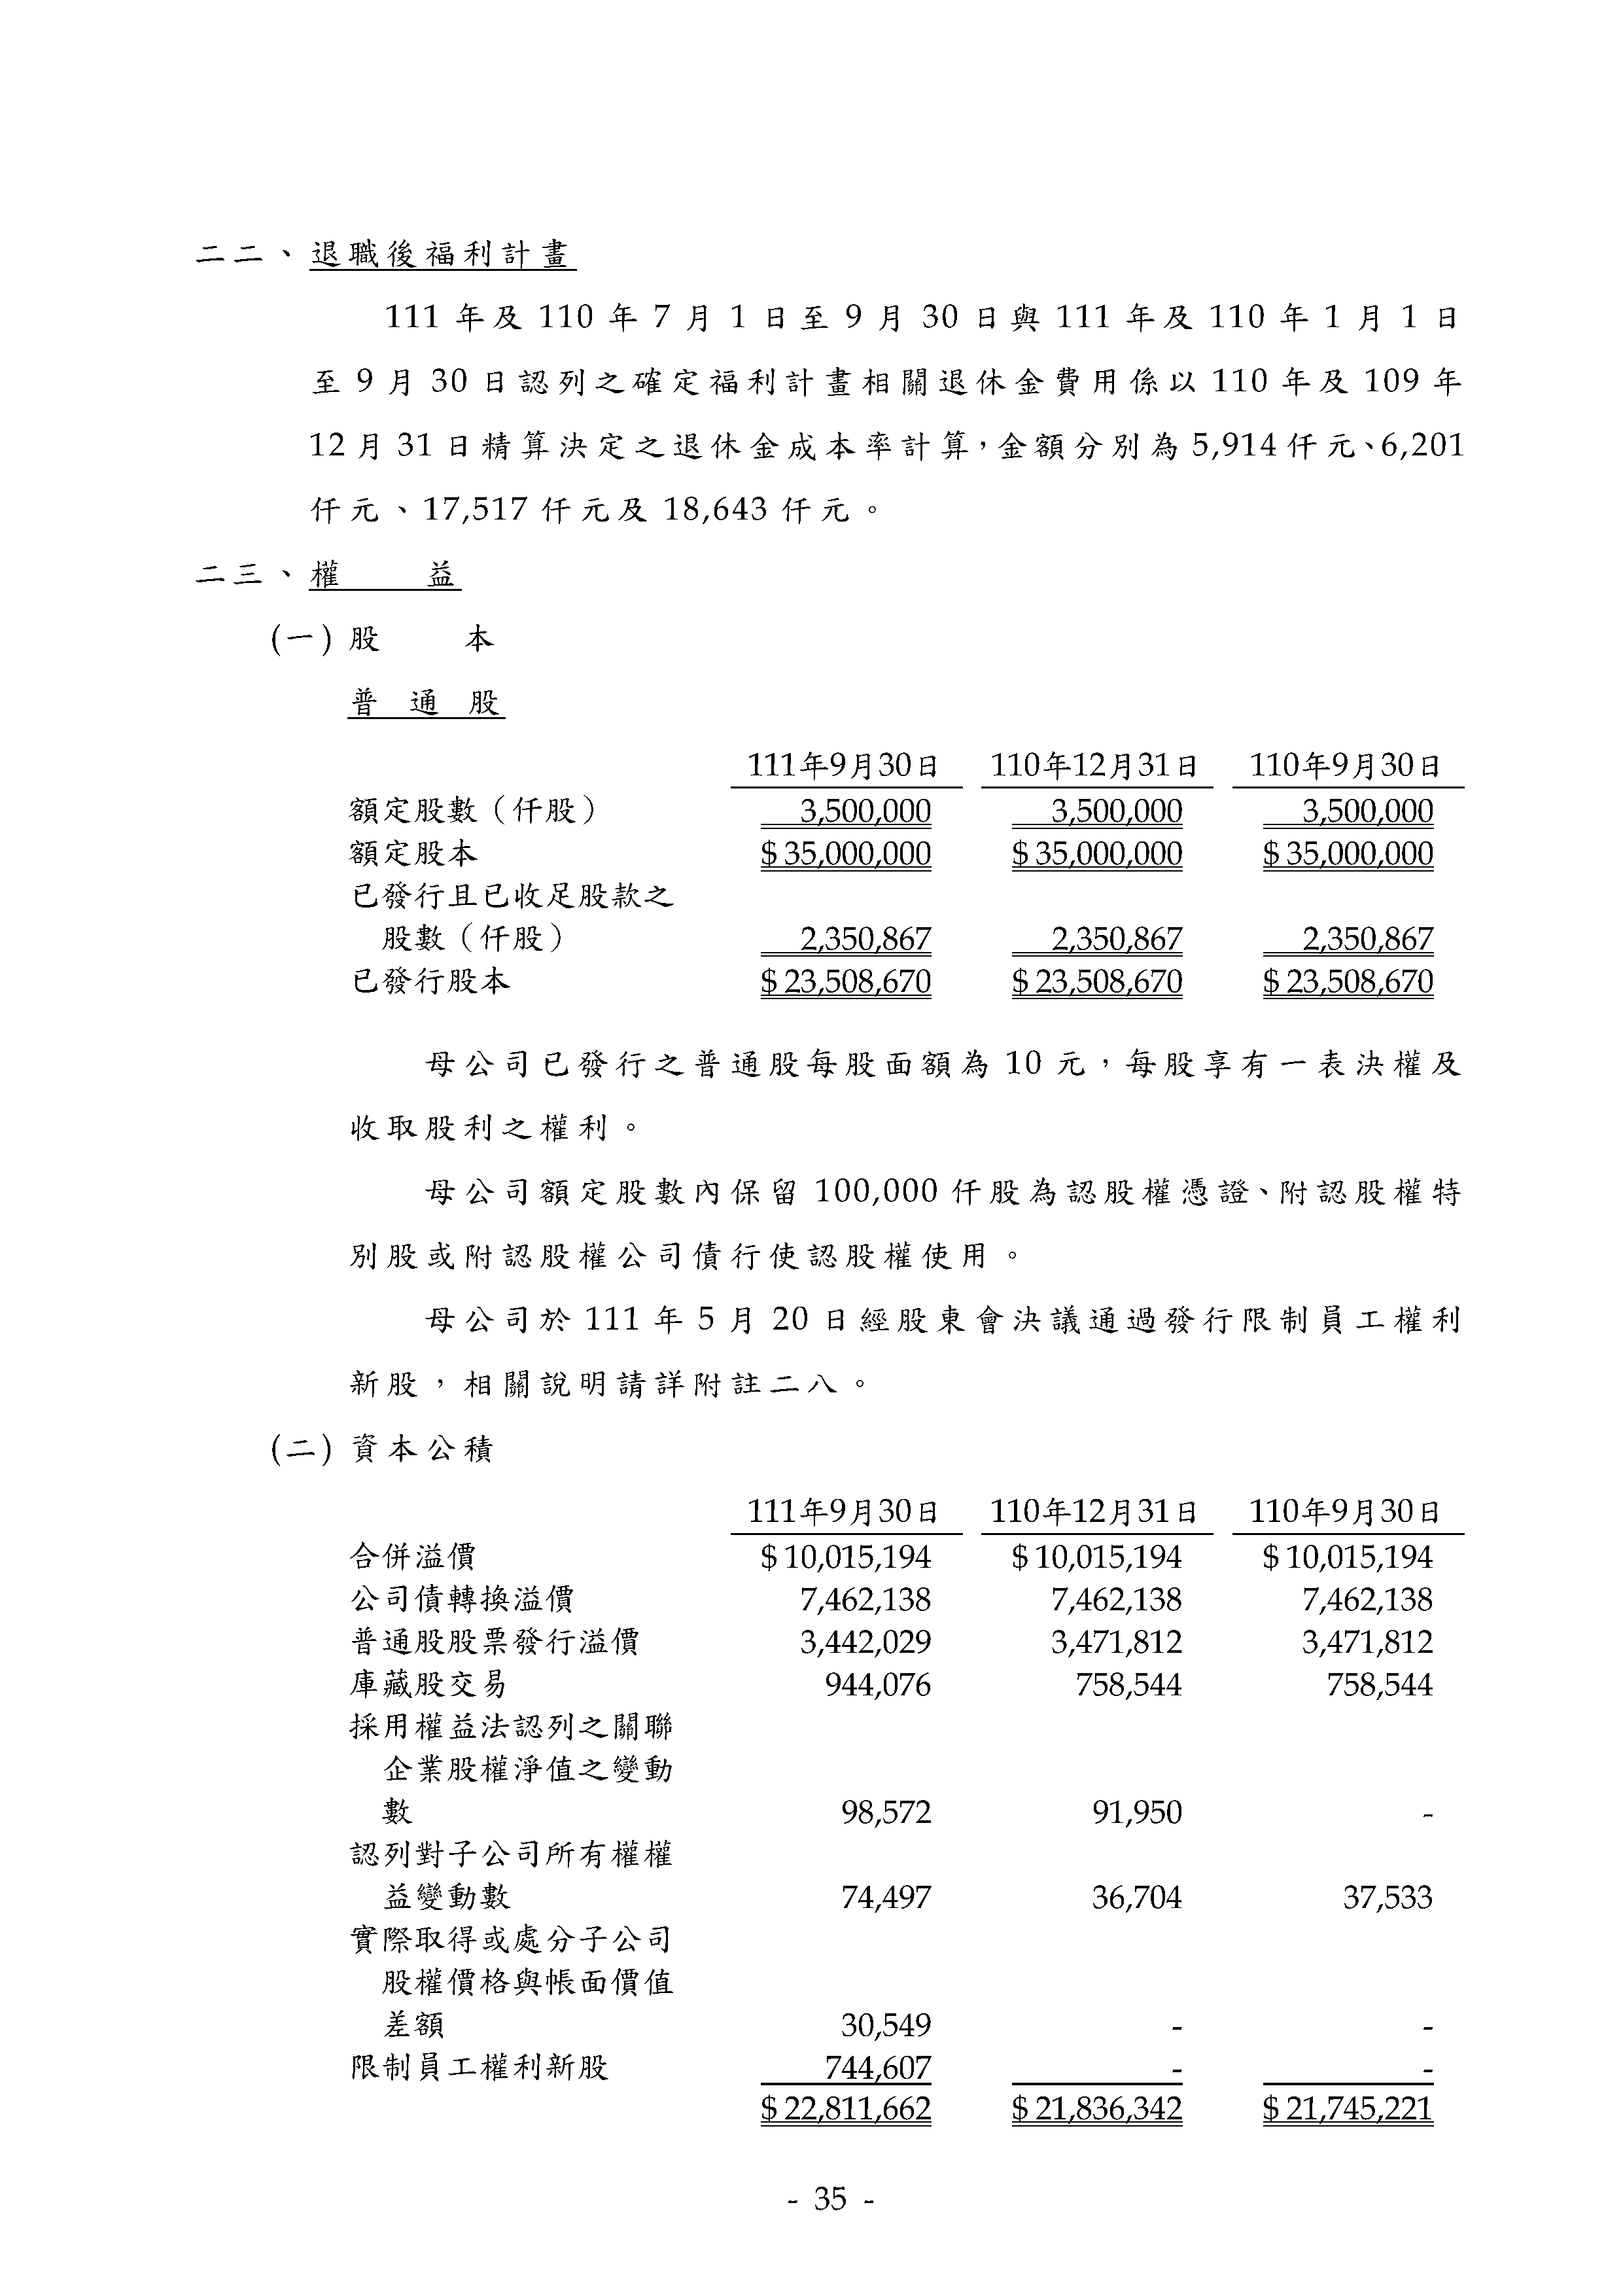 二二、退職後福利計畫
111 年及 110 年 7 月 1 日至 9 月 30 日與 111 年及 110 年 1 月 1 日
至 9 月 30 日認列之確定福利計畫相關退休金費用係以 110 年及 109 年
12 月 31 日精算決定之退休金成本率計算，金額分別為 5,914 仟元、6,201
仟元、17,517 仟元及 18,643 仟元。
二三、權　　益
(一) 股　　本
普 通 股
111年9月30日 110年12月31日 110年9月30日
額定股數（仟股） 3,500,000 3,500,000 3,500,000
額定股本 $ 35,000,000 $ 35,000,000 $ 35,000,000
已發行且已收足股款之
股數（仟股） 2,350,867 2,350,867 2,350,867
已發行股本 $ 23,508,670 $ 23,508,670 $ 23,508,670
母公司已發行之普通股每股面額為 10 元，每股享有一表決權及
收取股利之權利。
母公司額定股數內保留 100,000 仟股為認股權憑證、附認股權特
別股或附認股權公司債行使認股權使用。
母公司於 111 年 5 月 20 日經股東會決議通過發行限制員工權利
新股，相關說明請詳附註二八。
(二) 資本公積
111年9月30日 110年12月31日 110年9月30日
合併溢價 $ 10,015,194 $ 10,015,194 $ 10,015,194
公司債轉換溢價 7,462,138 7,462,138 7,462,138
普通股股票發行溢價 3,442,029 3,471,812 3,471,812
庫藏股交易 944,076 758,544 758,544
採用權益法認列之關聯
企業股權淨值之變動
數 98,572 91,950 -
認列對子公司所有權權
益變動數 74,497 36,704 37,533
實際取得或處分子公司
股權價格與帳面價值
差額 30,549 - -
限制員工權利新股 744,607 - -
$ 22,811,662 $ 21,836,342 $ 21,745,221
- 35 -